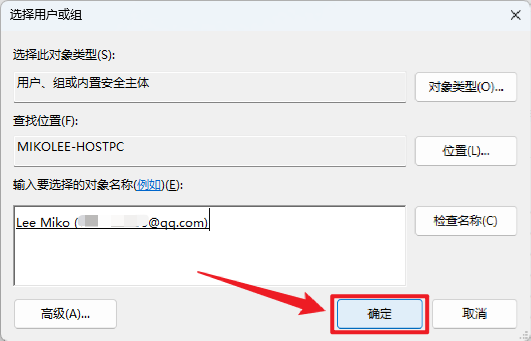 选择用户或组
选择此对象类型(S):
用户、组或内置安全主体
对象类型(O)...
查找位置(F):
MIKOLEE-HOSTPC
位置(L)...
输入要选择的对象名称(例如)(E):
Lee Miko (@qq.com)
检查名称(C)
高级(A)...
确定
取消